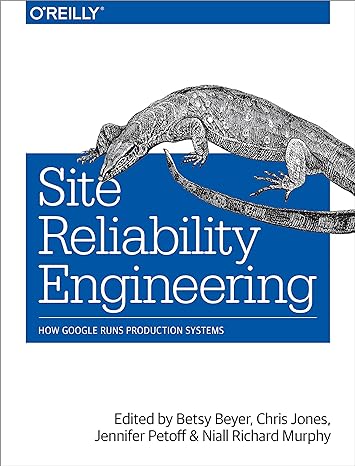 O'REILLY®
Site
Reliability
Engineering
HOW GOOGLE RUNS PRODUCTION SYSTEMS
Edited by Betsy Beyer, Chris Jones,
Jennifer Petoff & Niall Richard Murphy